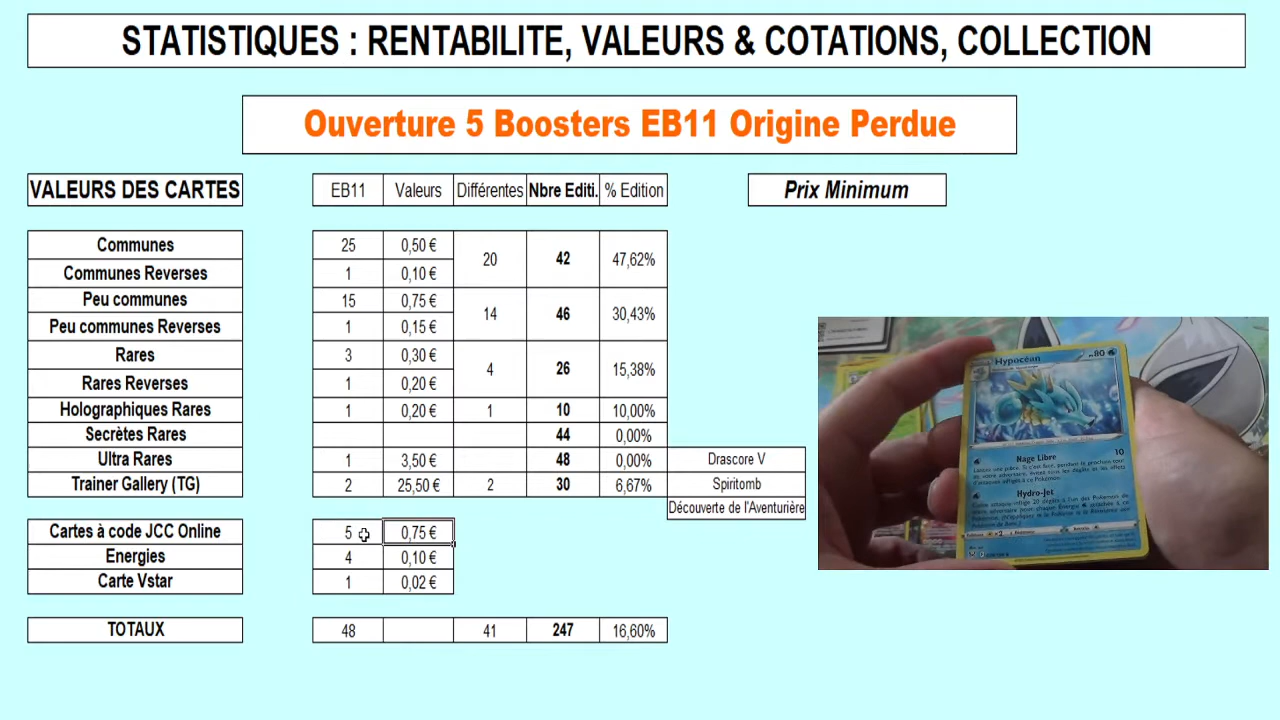 STATISTIQUES : RENTABILITE, VALEURS & COTATIONS, COLLECTION
Ouverture 5 Boosters EB11 Origine Perdue
VALEURS DES CARTES EB11 Valeurs Différentes Nbre Editi. % Edition Prix Minimum
Communes 25 0,50 € 20 42 47,62%
Communes Reverses 1 0,10 €
Peu communes 15 0,75 € 14 46 30,43%
Peu communes Reverses 1 0,15 €
Rares 3 0,30 € 4 26 15,38%
Rares Reverses 1 0,20 €
Holographiques Rares 1 0,20 € 1 10 10,00%
Secrètes Rares 44 0,00%
Ultra Rares 1 3,50 € 48 0,00% Drascore V
Trainer Gallery (TG) 2 25,50 € 2 30 6,67% Spiritomb
Découverte de l'Aventurière
Cartes à code JCC Online 5 0,75 €
Energies 4 0,10 €
Carte Vstar 1 0,02 €
TOTAUX 48 41 247 16,60%
Hypocéan 80
Nage Libre 10
Hydro-Jet